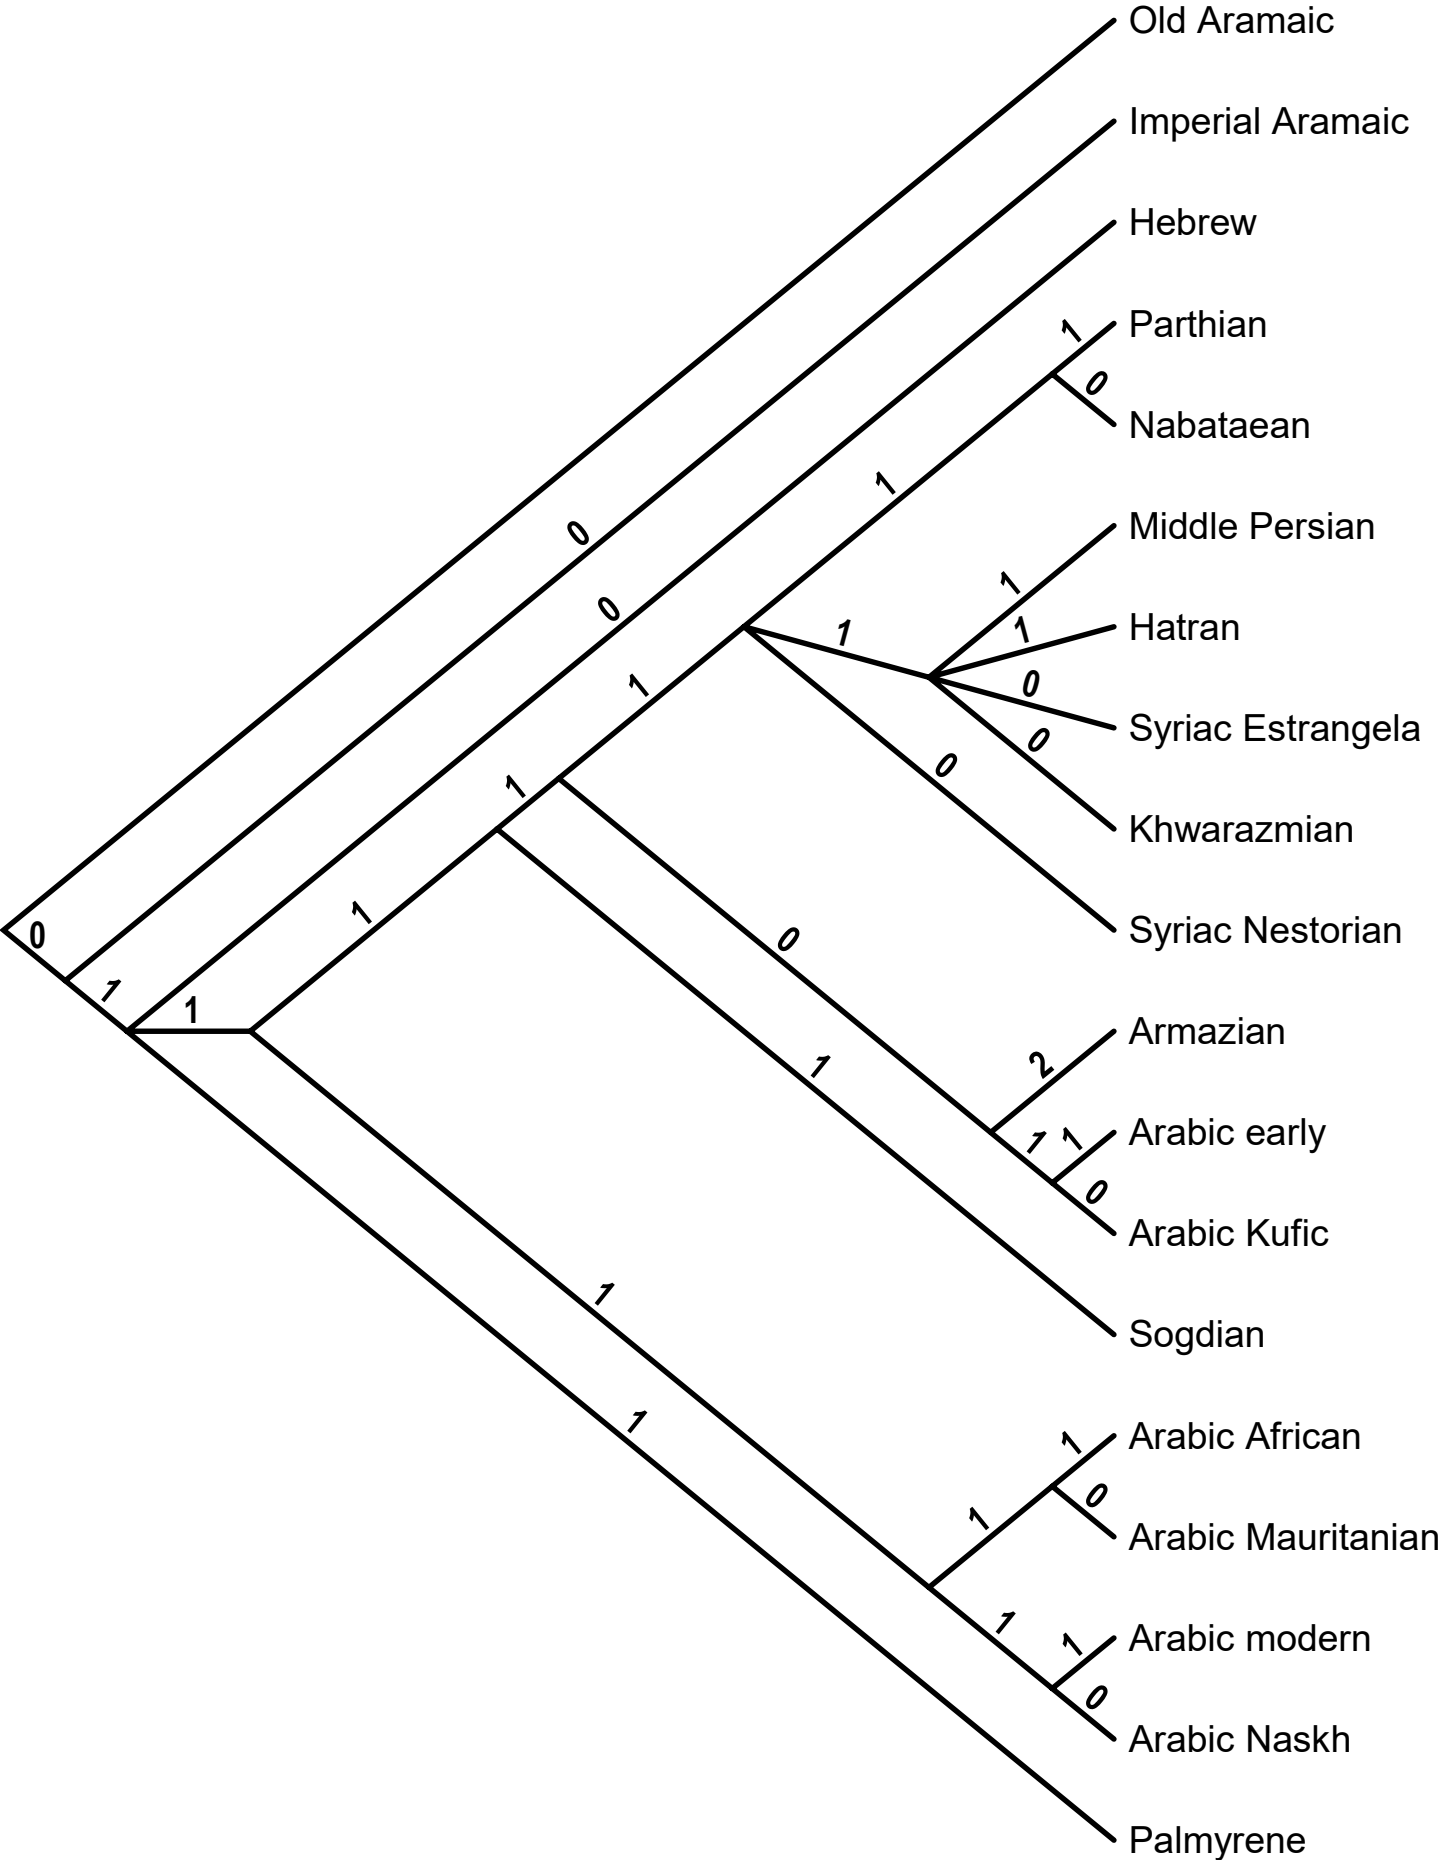 Old Aramaic
Imperial Aramaic
Hebrew
1 Parthian
0
Nabataean
1
Middle Persian
0
1
0
1 1 Hatran
1
0
Syriac Estrangela
0
0
1
Khwarazmian
1
0
0
Syriac Nestorian
1
1
2
Armazian
1
1
1
Arabic early
0
Arabic Kufic
1
Sogdian
1
1
Arabic African
0
1
Arabic Mauritanian
1
1
Arabic modern
0
Arabic Naskh
Palmyrene